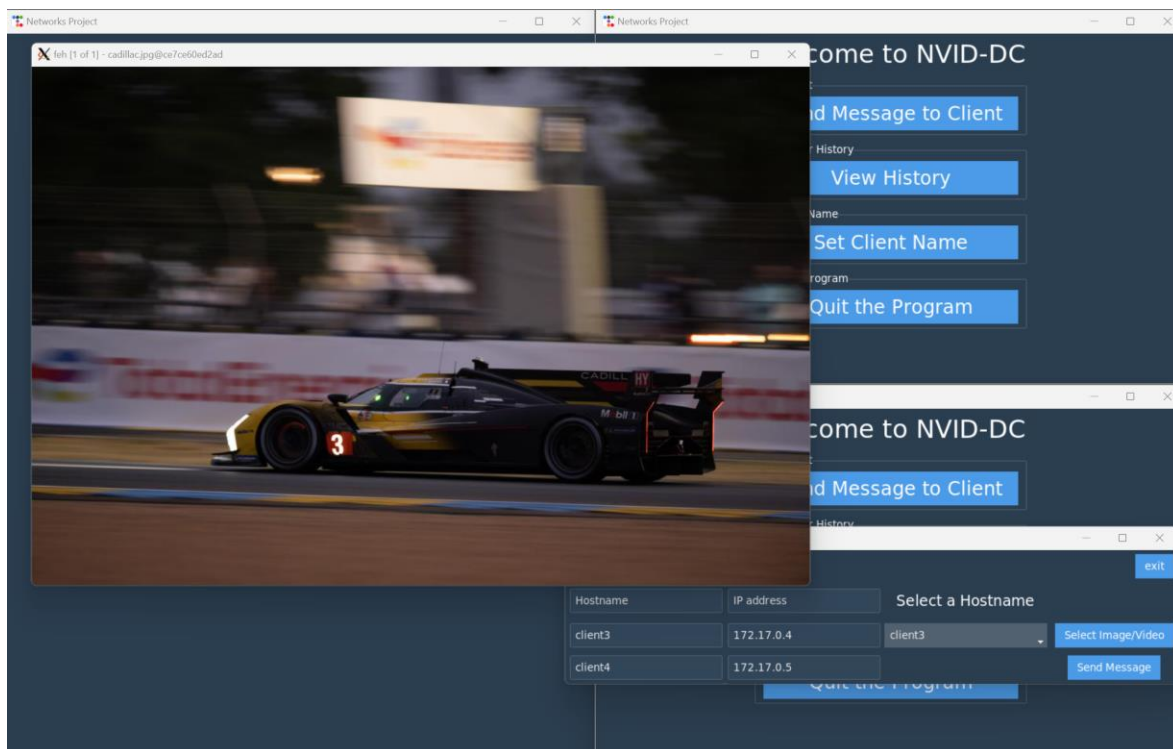 Networks Project
Networks Project
feh [1 of 1] - cadillac.jpg@ce7ce60ed2ad
come to NVID-DC
d Message to Client
History
View History
Name
Set Client Name
rogram
Quit the Program
CADILL
HY
Mobil 1
3
come to NVID-DC
d Message to Client
History
exit
Hostname
IP address
Select a Hostname
client3
172.17.0.4
client3
Select Image/Video
client4
172.17.0.5
Send Message
Quit the Program